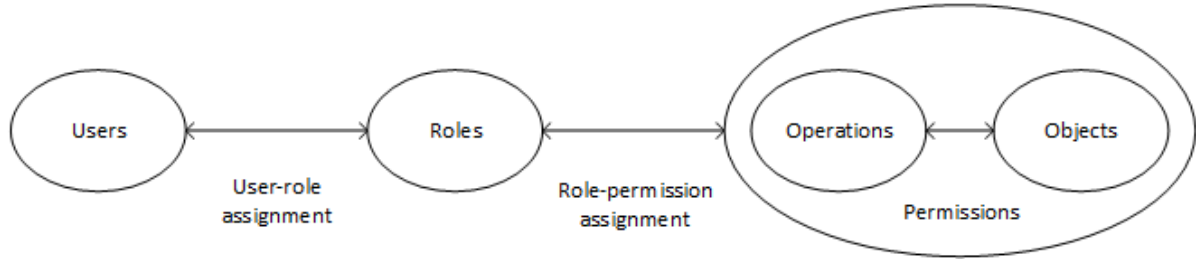 Users
Roles
Operations
Objects
User-role
assignment
Role-permission
assignment
Permissions